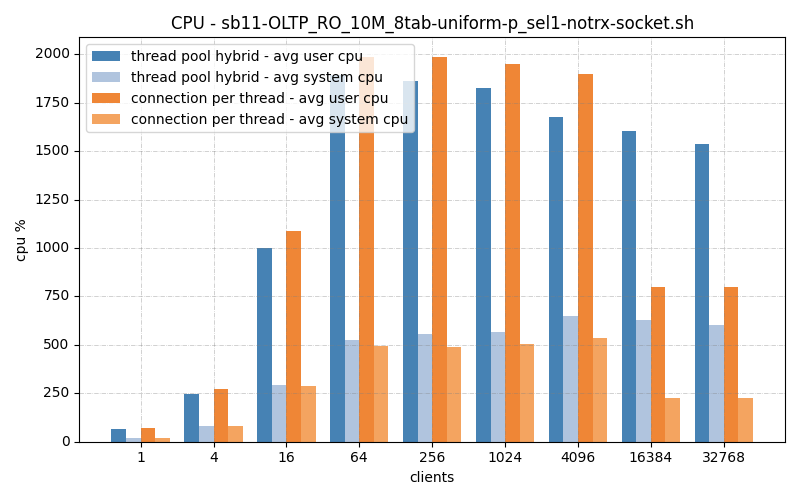 CPU - sb11-OLTP_RO_10M_8tab-uniform-p_sel1-notrx-socket.sh
thread pool hybrid - avg user cpu
thread pool hybrid - avg system cpu
connection per thread - avg user cpu
connection per thread - avg system cpu
cpu %
2000
1750
1500
1250
1000
750
500
250
0
1 4 16 64 256 1024 4096 16384 32768
clients